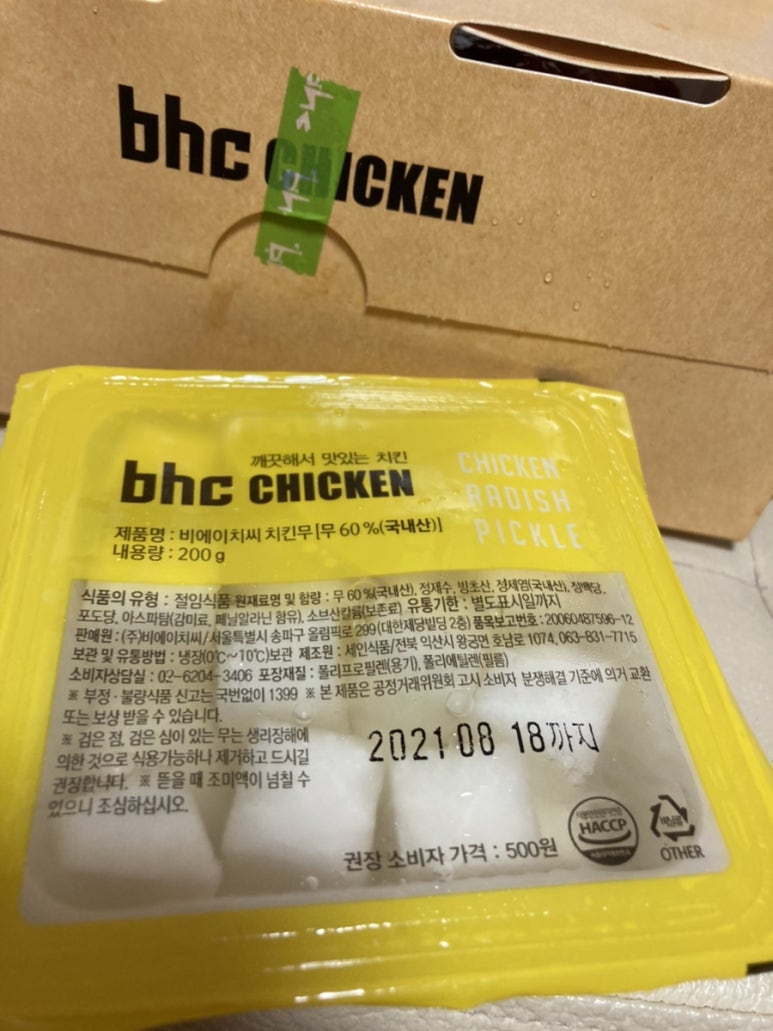 bhc CHICKEN
깨끗해서 맛있는 치킨
bhc CHICKEN
CHICKEN
RADISH
PICKLE
제품명 : 비에이치씨 치킨무 [무 60%(국내산)]
내용량 : 200g
식품의 유형 : 절임식품 원재료명 및 함량 : 무 60%(국내산), 정제수, 빙초산, 정제염(국내산), 정백당,
포도당, 아스파탐(감미료, 페닐알라닌 함유), 소브산칼륨(보존료) 유통기한 : 별도표시일까지
판매원 : (주)비에이치씨/서울특별시 송파구 올림픽로 299(대한제당빌딩 2층) 품목보고번호 : 20060487596-12
보관 및 유통방법 : 냉장(0℃~10℃)보관 제조원 : 세인식품/전북 익산시 왕궁면 호남로 1074, 063-831-7715
소비자상담실 : 02-6204-3406 포장재질 : 폴리프로필렌(용기), 폴리에틸렌(필름)
※ 부정·불량식품 신고는 국번없이 1399 ※ 본 제품은 공정거래위원회 고시 소비자 분쟁해결 기준에 의거 교환
또는 보상 받을 수 있습니다.
※ 검은 점, 검은 심이 있는 무는 생리장해에
의한 것으로 식용가능하나 제거하고 드시길
권장합니다. ※ 뜯을 때 조미액이 넘칠 수
있으니 조심하십시오.
2021 08 18까지
권장 소비자 가격 : 500원
HACCP
비닐류
OTHER